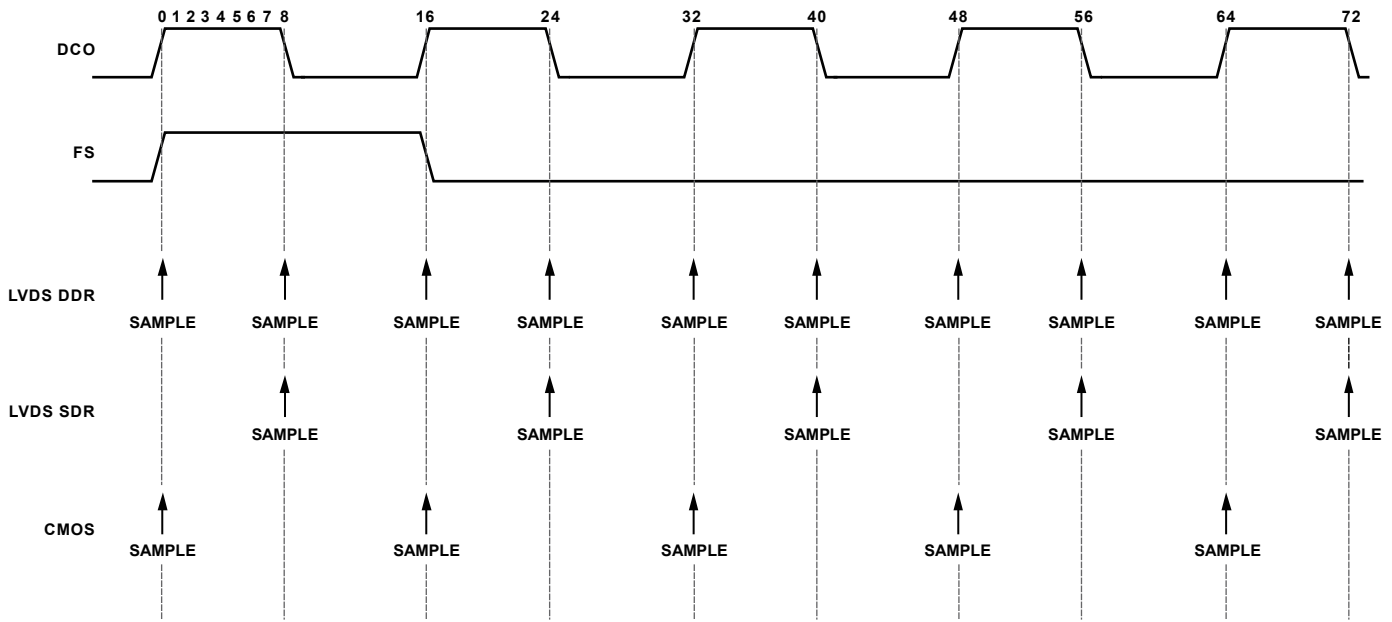 0 1 2 3 4 5 6 7 8 16 24 32 40 48 56 64 72
DCO
FS
LVDS DDR
SAMPLE SAMPLE SAMPLE SAMPLE SAMPLE SAMPLE SAMPLE SAMPLE SAMPLE SAMPLE
LVDS SDR
SAMPLE SAMPLE SAMPLE SAMPLE SAMPLE
CMOS
SAMPLE SAMPLE SAMPLE SAMPLE SAMPLE